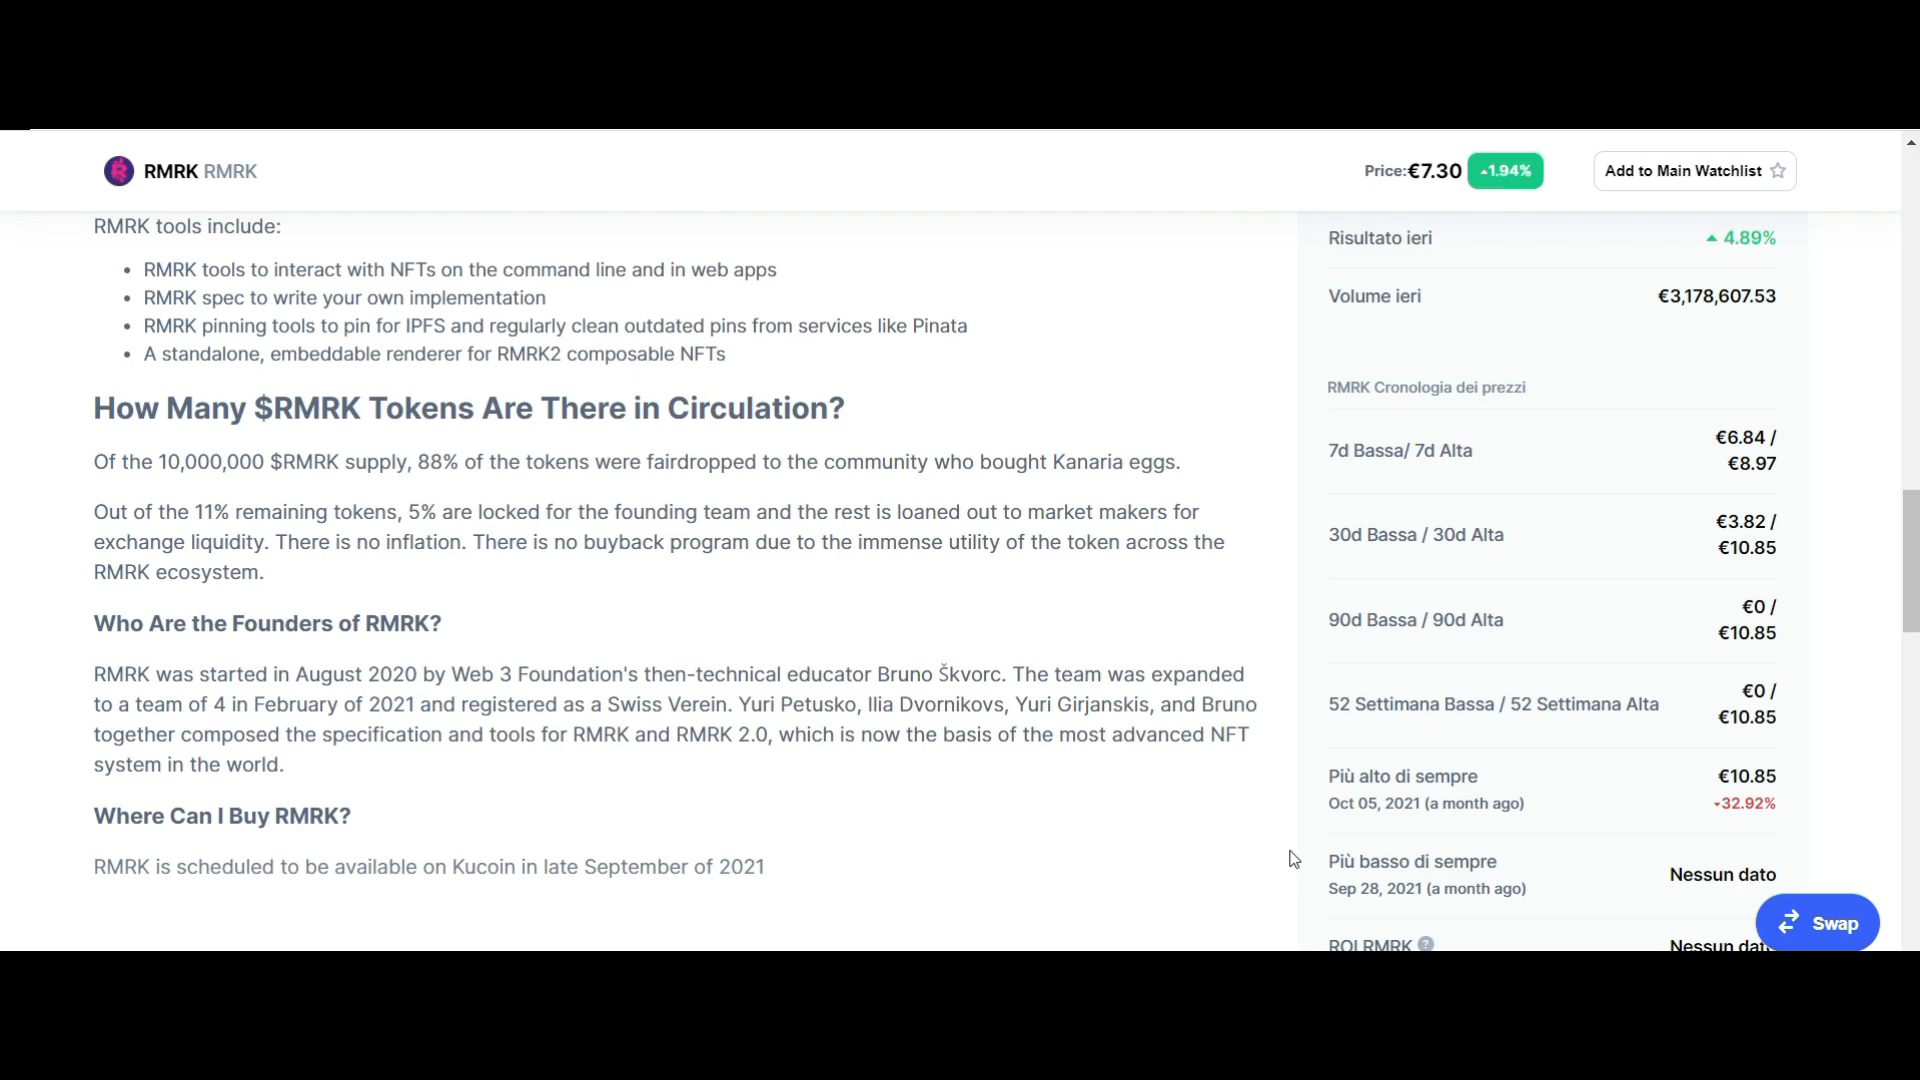 RMRK RMRK
Price:€7.30 1.94%
Add to Main Watchlist
RMRK tools include:
RMRK tools to interact with NFTs on the command line and in web apps
RMRK spec to write your own implementation
RMRK pinning tools to pin for IPFS and regularly clean outdated pins from services like Pinata
A standalone, embeddable renderer for RMRK2 composable NFTs
How Many $RMRK Tokens Are There in Circulation?
Of the 10,000,000 $RMRK supply, 88% of the tokens were fairdropped to the community who bought Kanaria eggs.
Out of the 11% remaining tokens, 5% are locked for the founding team and the rest is loaned out to market makers for
exchange liquidity. There is no inflation. There is no buyback program due to the immense utility of the token across the
RMRK ecosystem.
Who Are the Founders of RMRK?
RMRK was started in August 2020 by Web 3 Foundation's then-technical educator Bruno Škvorc. The team was expanded
to a team of 4 in February of 2021 and registered as a Swiss Verein. Yuri Petusko, Ilia Dvornikovs, Yuri Girjanskis, and Bruno
together composed the specification and tools for RMRK and RMRK 2.0, which is now the basis of the most advanced NFT
system in the world.
Where Can I Buy RMRK?
RMRK is scheduled to be available on Kucoin in late September of 2021
Risultato ieri
4.89%
Volume ieri
€3,178,607.53
RMRK Cronologia dei prezzi
7d Bassa/ 7d Alta
€6.84 /
€8.97
30d Bassa / 30d Alta
€3.82 /
€10.85
90d Bassa / 90d Alta
€0 /
€10.85
52 Settimana Bassa / 52 Settimana Alta
€0 /
€10.85
Più alto di sempre
€10.85
Oct 05, 2021 (a month ago)
32.92%
Più basso di sempre
Sep 28, 2021 (a month ago)
Nessun dato
ROI RMRK ?
Nessun dato
Swap